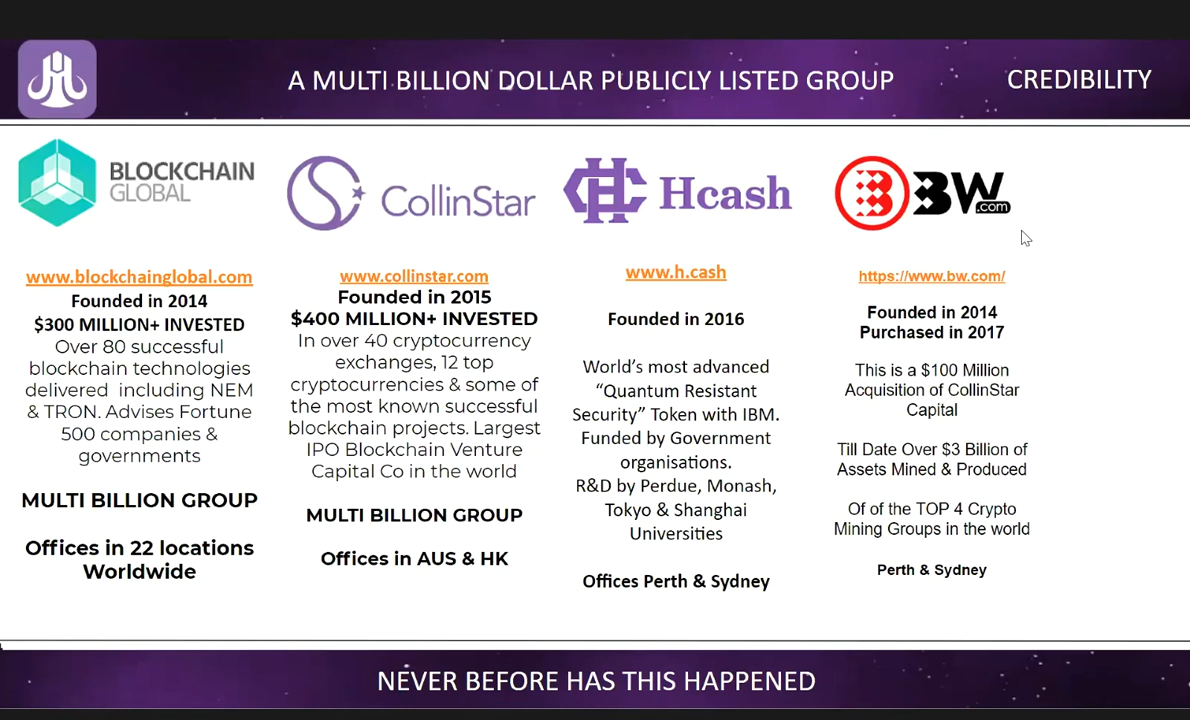 A MULTI BILLION DOLLAR PUBLICLY LISTED GROUP
CREDIBILITY
BLOCKCHAIN
GLOBAL
www.blockchainglobal.com
Founded in 2014
$300 MILLION+ INVESTED
Over 80 successful
blockchain technologies
delivered including NEM
& TRON. Advises Fortune
500 companies &
governments
MULTI BILLION GROUP
Offices in 22 locations
Worldwide
CollinStar
www.collinstar.com
Founded in 2015
$400 MILLION+ INVESTED
In over 40 cryptocurrency
exchanges, 12 top
cryptocurrencies & some of
the most known successful
blockchain projects. Largest
IPO Blockchain Venture
Capital Co in the world
MULTI BILLION GROUP
Offices in AUS & HK
Hcash
www.h.cash
Founded in 2016
World's most advanced
“Quantum Resistant
Security” Token with IBM.
Funded by Government
organisations.
R&D by Perdue, Monash,
Tokyo & Shanghai
Universities
Offices Perth & Sydney
BW
.com
https://www.bw.com/
Founded in 2014
Purchased in 2017
This is a $100 Million
Acquisition of CollinStar
Capital
Till Date Over $3 Billion of
Assets Mined & Produced
Of of the TOP 4 Crypto
Mining Groups in the world
Perth & Sydney
NEVER BEFORE HAS THIS HAPPENED